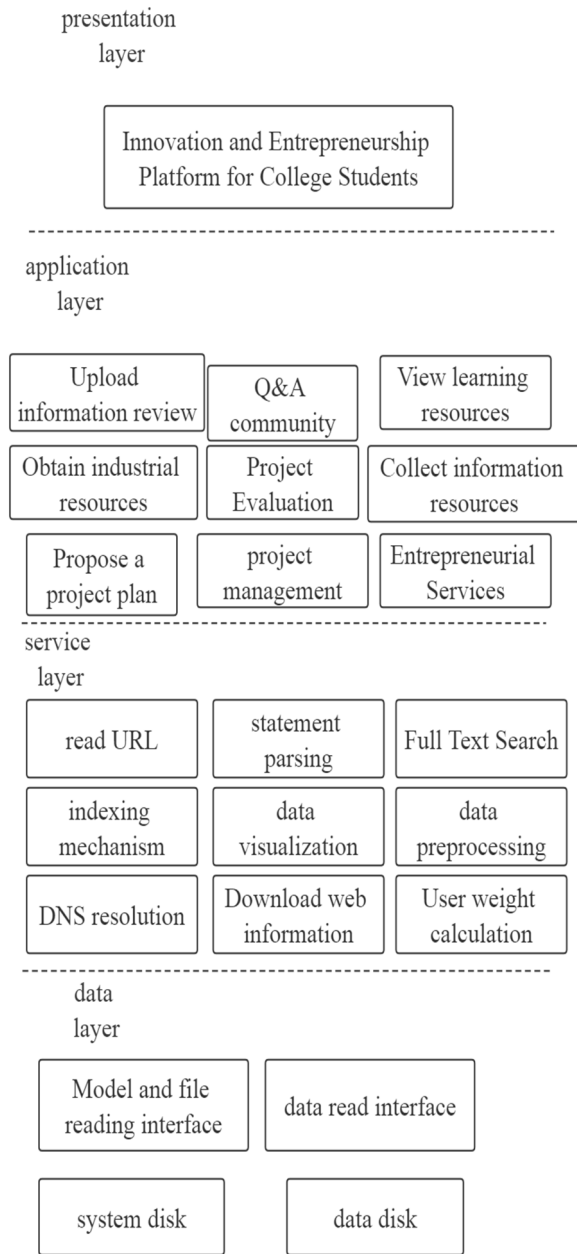 presentation
layer
Innovation and Entrepreneurship
Platform for College Students
application
layer
Upload
information review
Q&A
community
View learning
resources
Obtain industrial
resources
Project
Evaluation
Collect information
resources
Propose a
project plan
project
management
Entrepreneurial
Services
service
layer
read URL
statement
parsing
Full Text Search
indexing
mechanism
data
visualization
data
preprocessing
DNS resolution
Download web
information
User weight
calculation
data
layer
Model and file
reading interface
data read interface
system disk
data disk